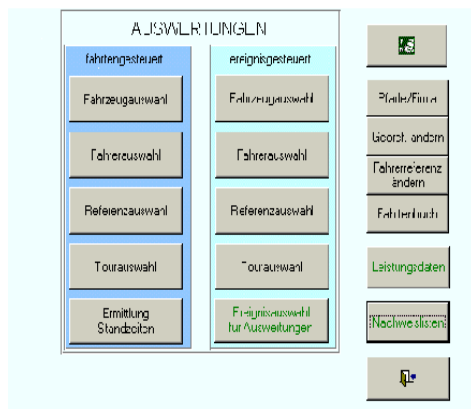 AUSWERTUNGEN
fahrtengesteuert
ereignisgesteuert
Fahrzeugauswahl
Fahrzeugauswahl
Fahrerauswahl
Fahrerauswahl
Referenzauswahl
Referenzauswahl
Tourauswahl
Tourauswahl
Ermittlung
Standzeiten
Ereignisauswahl
für Auswertungen
Pfade/Firma
ändern
Fahrerreferenz
ändern
Fahrtenbuch
Leistungsdaten
Nachweislisten